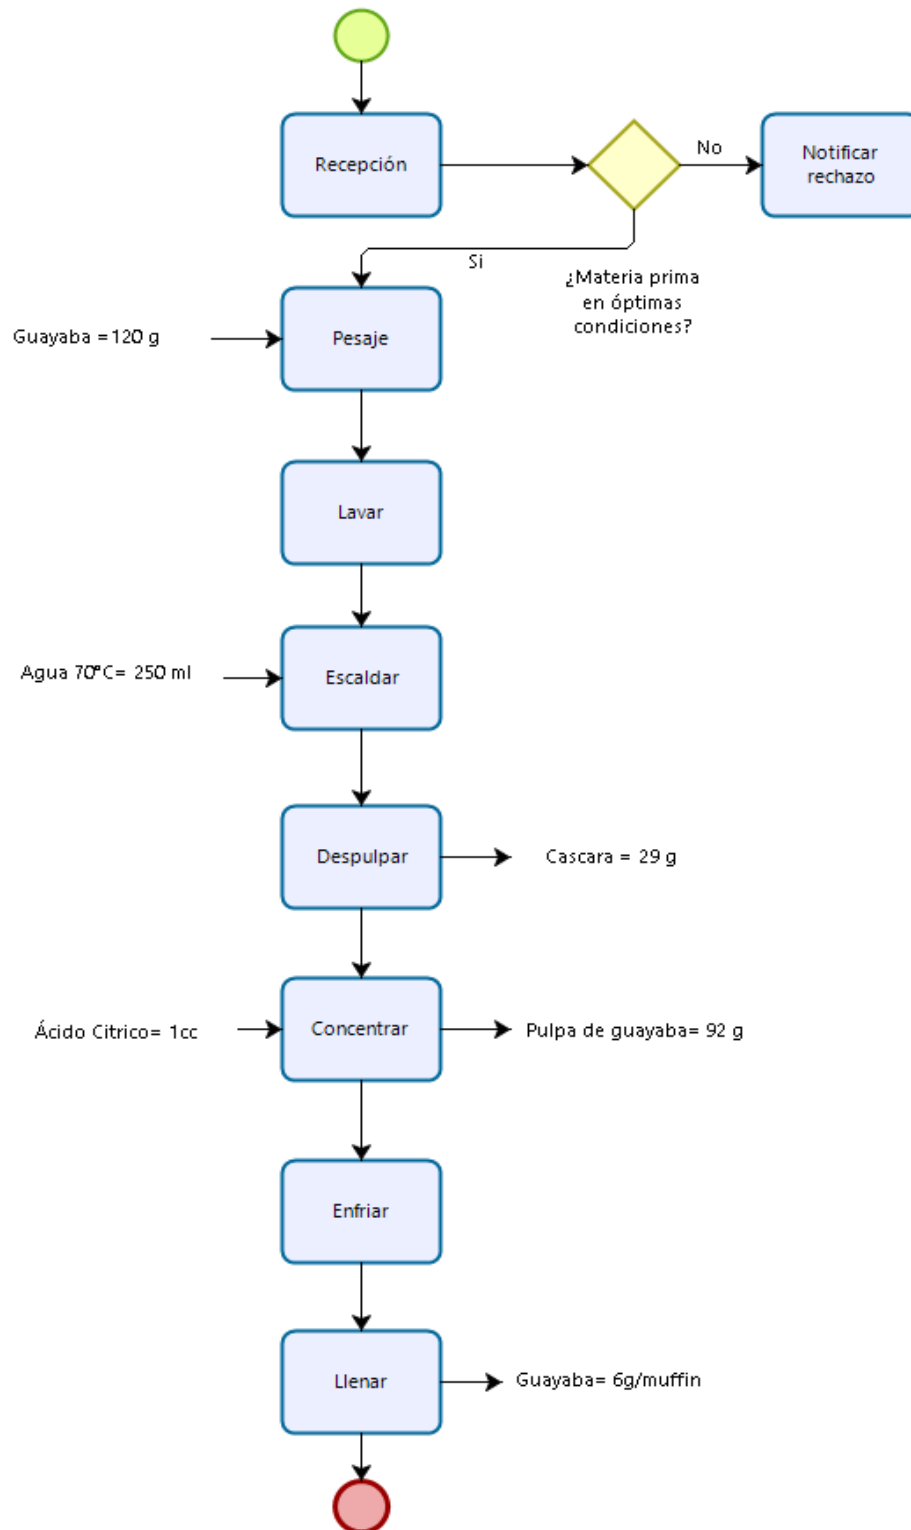 Recepción
No
Notificar
rechazo
Si
¿Materia prima
en óptimas
condiciones?
Guayaba =120 g
Pesaje
Lavar
Agua 70°C= 250 ml
Escaldar
Despulpar
Cascara = 29 g
Ácido Citrico= 1cc
Concentrar
Pulpa de guayaba= 92 g
Enfriar
Llenar
Guayaba= 6g/muffin